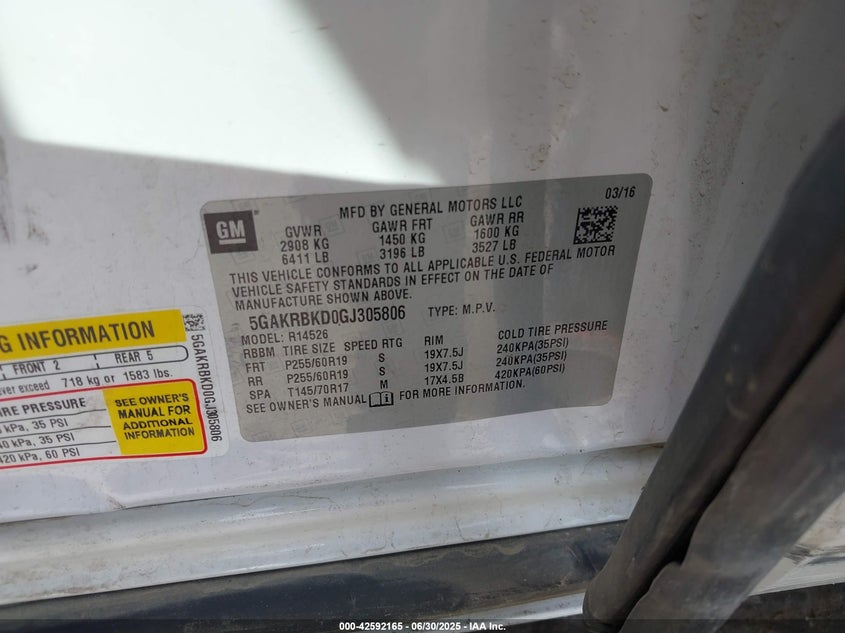 03/16
GM
MFD BY GENERAL MOTORS LLC
GVWR GAWR FRT GAWR RR
2908 KG 1450 KG 1600 KG
6411 LB 3196 LB 3527 LB
THIS VEHICLE CONFORMS TO ALL APPLICABLE U.S. FEDERAL MOTOR
VEHICLE SAFETY STANDARDS IN EFFECT ON THE DATE OF
MANUFACTURE SHOWN ABOVE.
5GAKRBKD0GJ305806 TYPE: M.P.V.
MODEL: R14526
RBBM TIRE SIZE SPEED RTG RIM COLD TIRE PRESSURE
FRT P255/60R19 S 19X7.5J 240KPA(35PSI)
RR P255/60R19 S 19X7.5J 240KPA(35PSI)
SPA T145/70R17 M 17X4.5B 420KPA(60PSI)
SEE OWNER'S MANUAL FOR MORE INFORMATION.
G INFORMATION
FRONT 2 REAR 5
ver exceed 718 kg or 1583 lbs.
IRE PRESSURE
kPa, 35 PSI
40 kPa, 35 PSI
420 kPa, 60 PSI
SEE OWNER'S
MANUAL FOR
ADDITIONAL
INFORMATION
5GAKRBKD0GJ305806
000-42592165 - 06/30/2025 - IAA Inc.